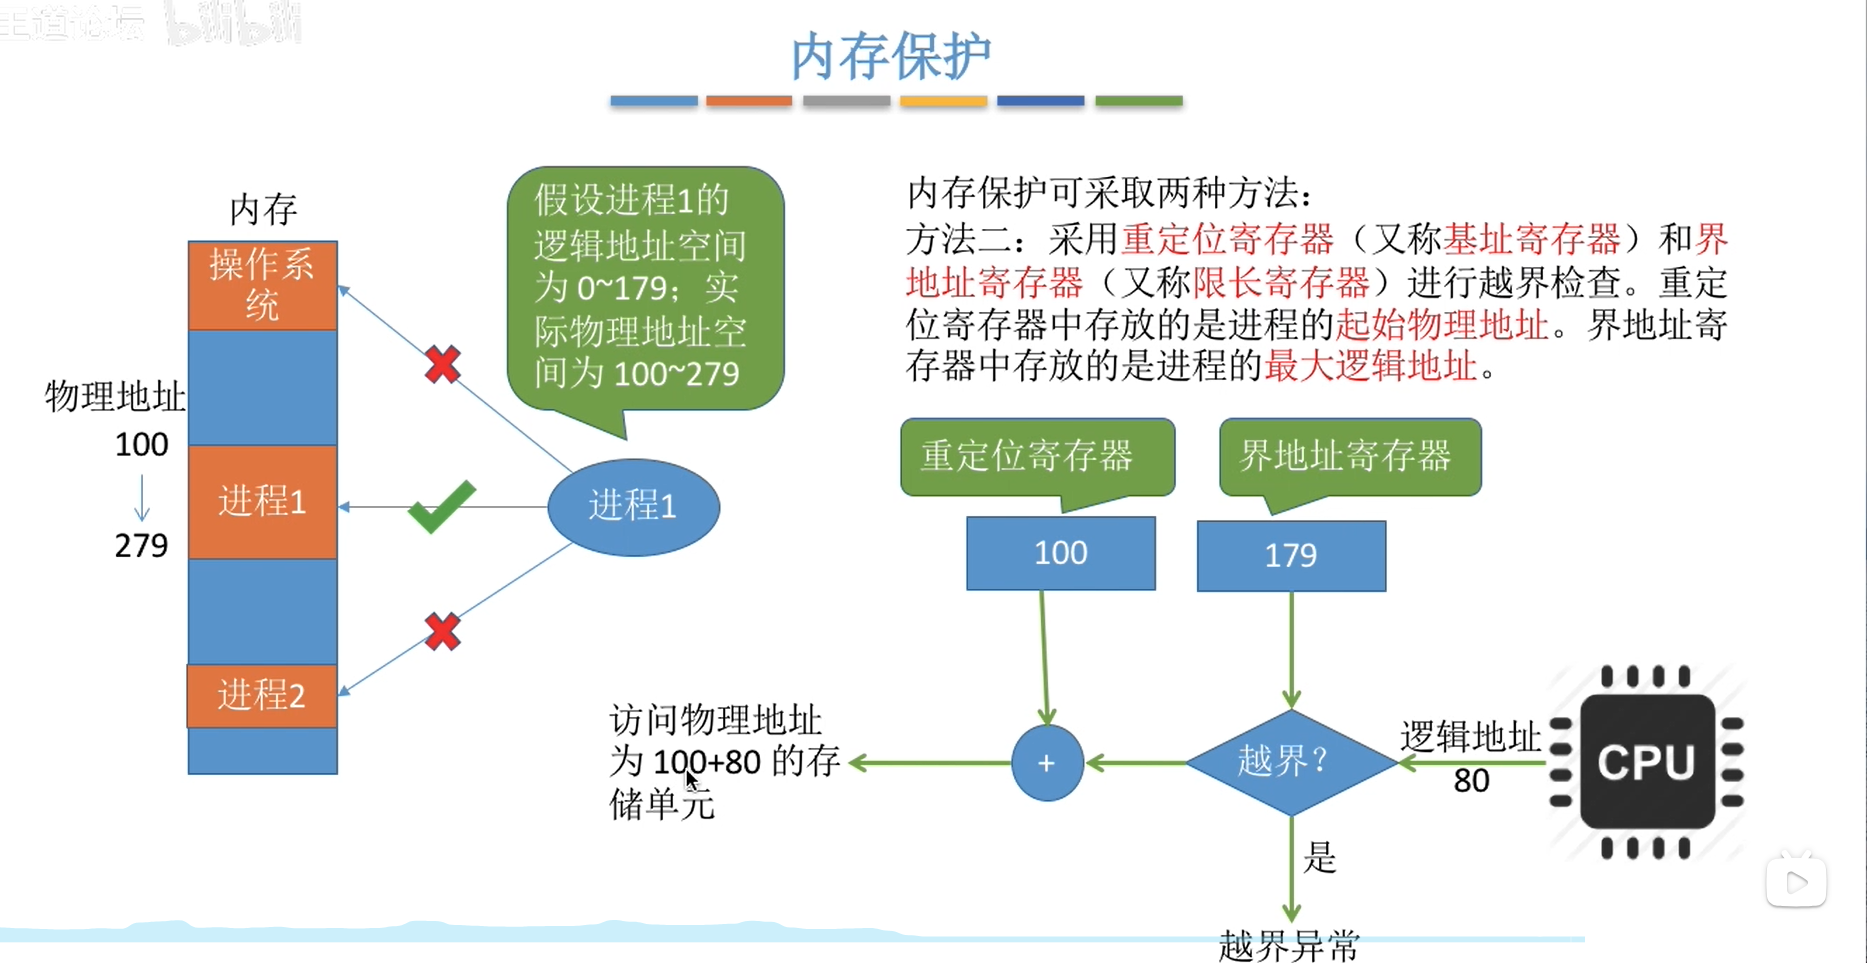 王道论坛 bilibili
内存保护
内存
操作系
统
物理地址
100
279
进程1
进程2
假设进程1的
逻辑地址空间
为 0~179；实
际物理地址空
间为 100~279
进程1
内存保护可采取两种方法：
方法二：采用重定位寄存器（又称基址寄存器）和界
地址寄存器（又称限长寄存器）进行越界检查。重定
位寄存器中存放的是进程的起始物理地址。界地址寄
存器中存放的是进程的最大逻辑地址。
重定位寄存器
界地址寄存器
100
179
访问物理地址
为 100+80 的存
储单元
+
越界？
逻辑地址
80
CPU
是
越界异常